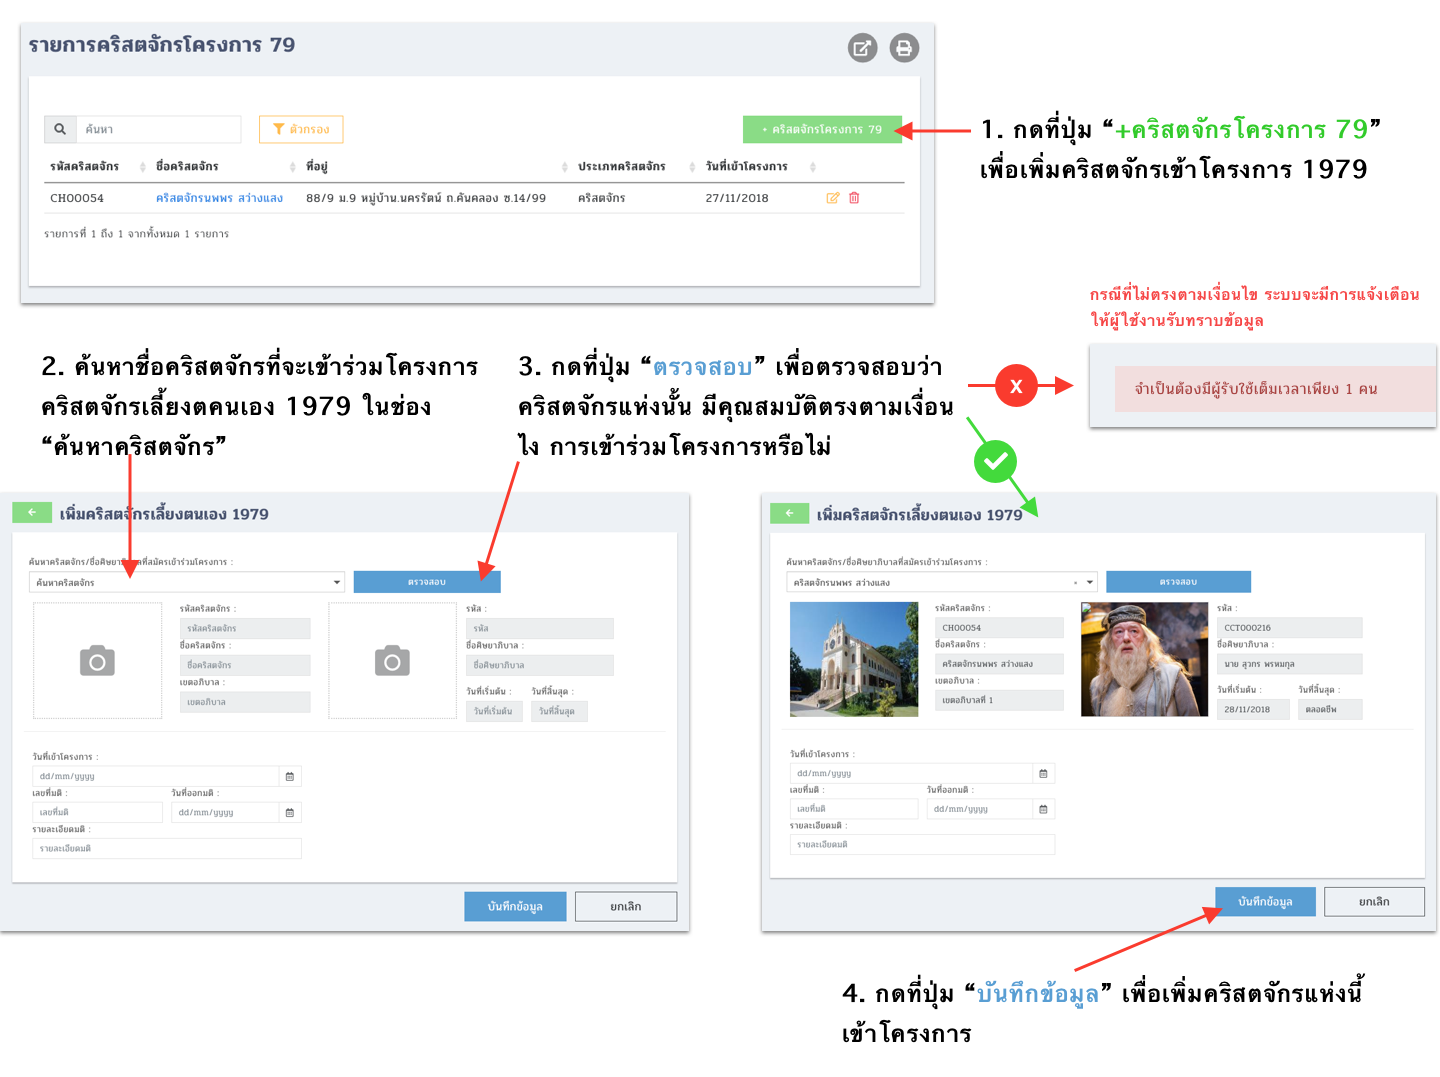 รายการคริสตจักรโครงการ 79
ค้นหา
ตัวกรอง
+ คริสตจักรโครงการ 79
รหัสคริสตจักร ชื่อคริสตจักร ที่อยู่ ประเภทคริสตจักร วันที่เข้าโครงการ
CH00054 คริสตจักรนพพร สว่างแสง 88/9 ม.9 หมู่บ้าน.นครรัตน์ ถ.คันคลอง ซ.14/99 คริสตจักร 27/11/2018
รายการที่ 1 ถึง 1 จากทั้งหมด 1 รายการ
1. กดที่ปุ่ม “+คริสตจักรโครงการ 79”
เพื่อเพิ่มคริสตจักรเข้าโครงการ 1979
กรณีที่ไม่ตรงตามเงื่อนไข ระบบจะมีการแจ้งเตือน
ให้ผู้ใช้งานรับทราบข้อมูล
จำเป็นต้องมีผู้รับใช้เต็มเวลาเพียง 1 คน
2. ค้นหาชื่อคริสตจักรที่จะเข้าร่วมโครงการ
คริสตจักรเลี้ยงตคนเอง 1979 ในช่อง
“ค้นหาคริสตจักร”
3. กดที่ปุ่ม “ตรวจสอบ” เพื่อตรวจสอบว่า
คริสตจักรแห่งนั้น มีคุณสมบัติตรงตามเงื่อน
ไง การเข้าร่วมโครงการหรือไม่
X
เพิ่มคริสตจักรเลี้ยงตนเอง 1979
ค้นหาคริสตจักร/ชื่อศิษยาภิบาลที่สมัครเข้าร่วมโครงการ :
ค้นหาคริสตจักร
ตรวจสอบ
รหัสคริสตจักร :
รหัสคริสตจักร
ชื่อคริสตจักร :
ชื่อคริสตจักร
เขตอภิบาล :
เขตอภิบาล
รหัส :
รหัส
ชื่อศิษยาภิบาล :
ชื่อศิษยาภิบาล
วันที่เริ่มต้น : วันที่สิ้นสุด :
วันที่เริ่มต้น วันที่สิ้นสุด
วันที่เข้าโครงการ :
dd/mm/yyyy
เลขที่มติ : วันที่ออกมติ :
เลขที่มติ dd/mm/yyyy
รายละเอียดมติ :
รายละเอียดมติ
บันทึกข้อมูล ยกเลิก
เพิ่มคริสตจักรเลี้ยงตนเอง 1979
ค้นหาคริสตจักร/ชื่อศิษยาภิบาลที่สมัครเข้าร่วมโครงการ :
คริสตจักรนพพร สว่างแสง
ตรวจสอบ
รหัสคริสตจักร :
CH00054
ชื่อคริสตจักร :
คริสตจักรนพพร สว่างแสง
เขตอภิบาล :
เขตอภิบาลที่ 1
รหัส :
CCT000216
ชื่อศิษยาภิบาล :
นาย สุวกร พรหมกุล
วันที่เริ่มต้น : วันที่สิ้นสุด :
28/11/2018 ตลอดชีพ
วันที่เข้าโครงการ :
dd/mm/yyyy
เลขที่มติ : วันที่ออกมติ :
เลขที่มติ dd/mm/yyyy
รายละเอียดมติ :
รายละเอียดมติ
บันทึกข้อมูล ยกเลิก
4. กดที่ปุ่ม “บันทึกข้อมูล” เพื่อเพิ่มคริสตจักรแห่งนี้
เข้าโครงการ